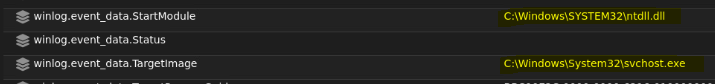 winlog.event_data.StartModule C:\Windows\SYSTEM32\ntdll.dll
winlog.event_data.Status
winlog.event_data.TargetImage C:\Windows\System32\svchost.exe